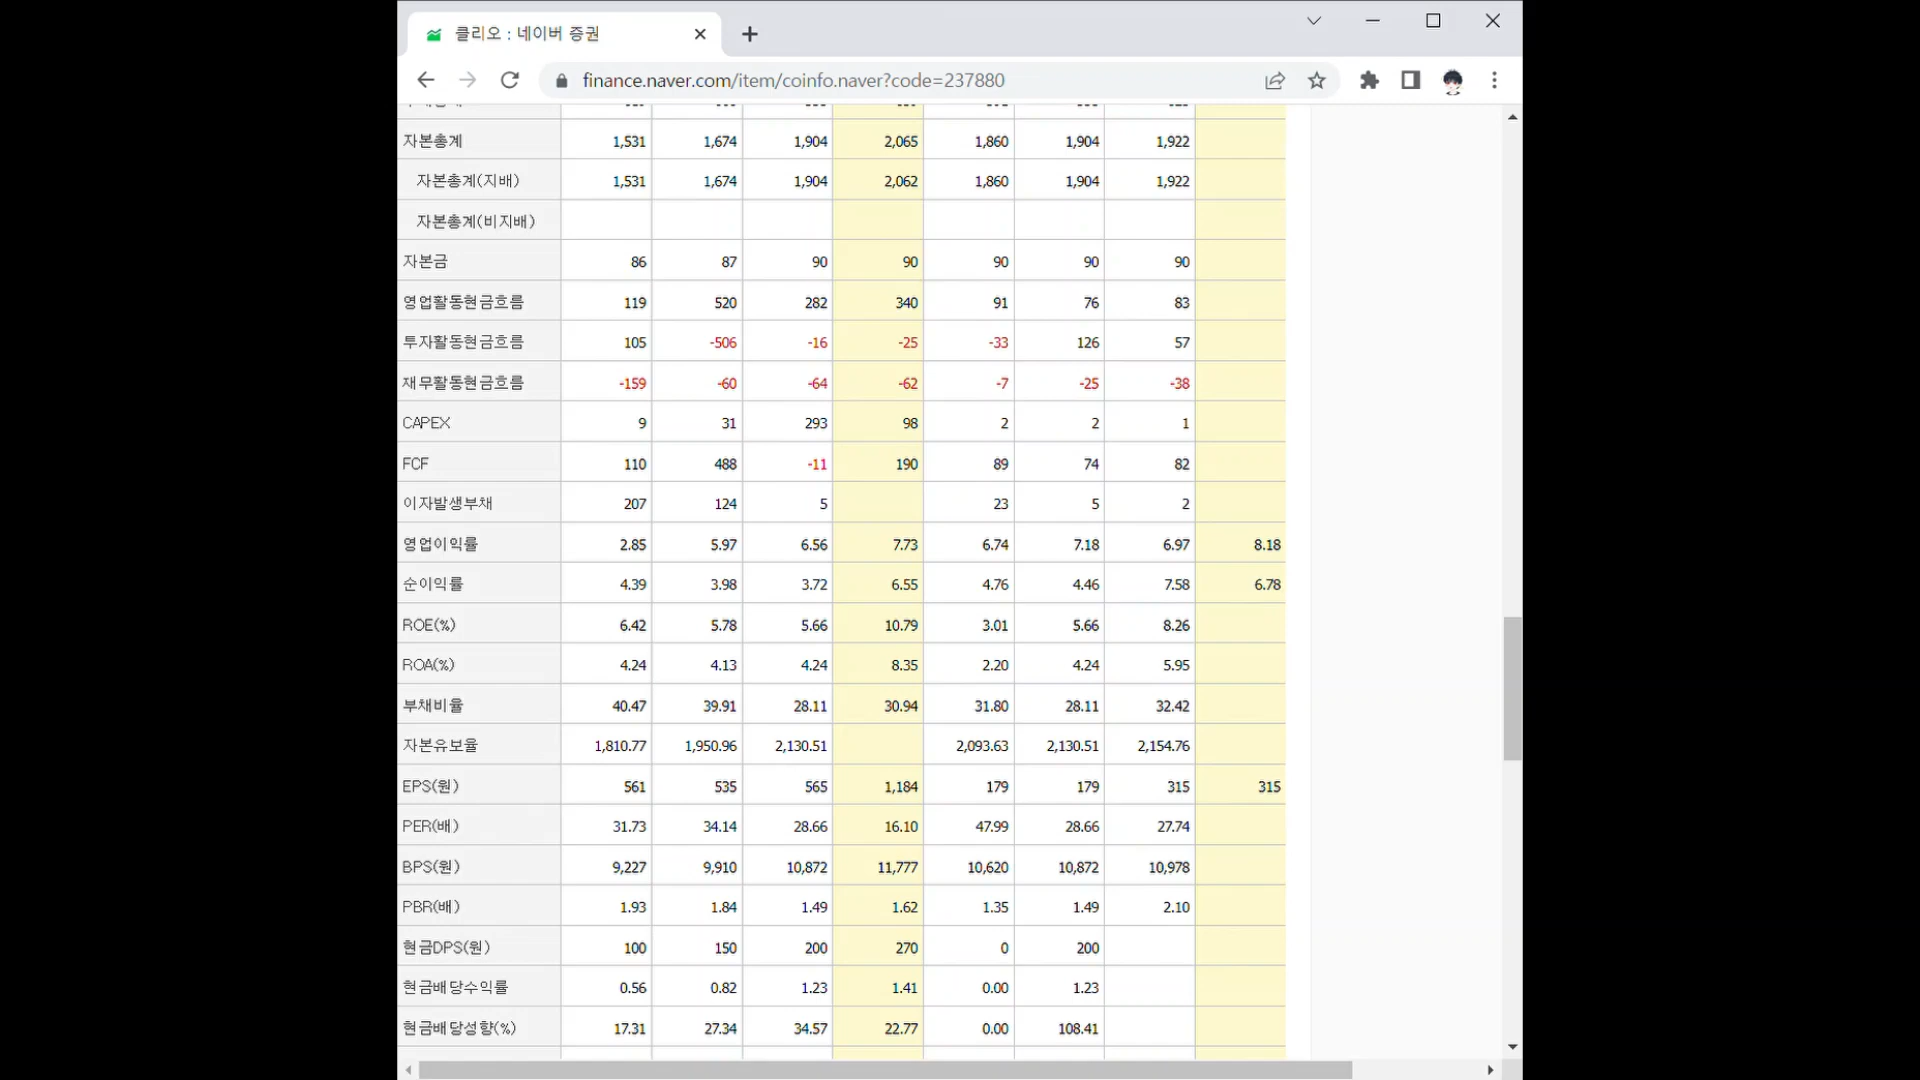 클리오 : 네이버 증권
finance.naver.com/item/coinfo.naver?code=237880
자본총계 1,531 1,674 1,904 2,065 1,860 1,904 1,922
자본총계(지배) 1,531 1,674 1,904 2,062 1,860 1,904 1,922
자본총계(비지배)
자본금 86 87 90 90 90 90 90
영업활동현금흐름 119 520 282 340 91 76 83
투자활동현금흐름 105 -506 -16 -25 -33 126 57
재무활동현금흐름 -159 -60 -64 -62 -7 -25 -38
CAPEX 9 31 293 98 2 2 1
FCF 110 488 -11 190 89 74 82
이자발생부채 207 124 5 23 5 2
영업이익률 2.85 5.97 6.56 7.73 6.74 7.18 6.97 8.18
순이익률 4.39 3.98 3.72 6.55 4.76 4.46 7.58 6.78
ROE(%) 6.42 5.78 5.66 10.79 3.01 5.66 8.26
ROA(%) 4.24 4.13 4.24 8.35 2.20 4.24 5.95
부채비율 40.47 39.91 28.11 30.94 31.80 28.11 32.42
자본유보율 1,810.77 1,950.96 2,130.51 2,093.63 2,130.51 2,154.76
EPS(원) 561 535 565 1,184 179 179 315 315
PER(배) 31.73 34.14 28.66 16.10 47.99 28.66 27.74
BPS(원) 9,227 9,910 10,872 11,777 10,620 10,872 10,978
PBR(배) 1.93 1.84 1.49 1.62 1.35 1.49 2.10
현금DPS(원) 100 150 200 270 0 200
현금배당수익률 0.56 0.82 1.23 1.41 0.00 1.23
현금배당성향(%) 17.31 27.34 34.57 22.77 0.00 108.41